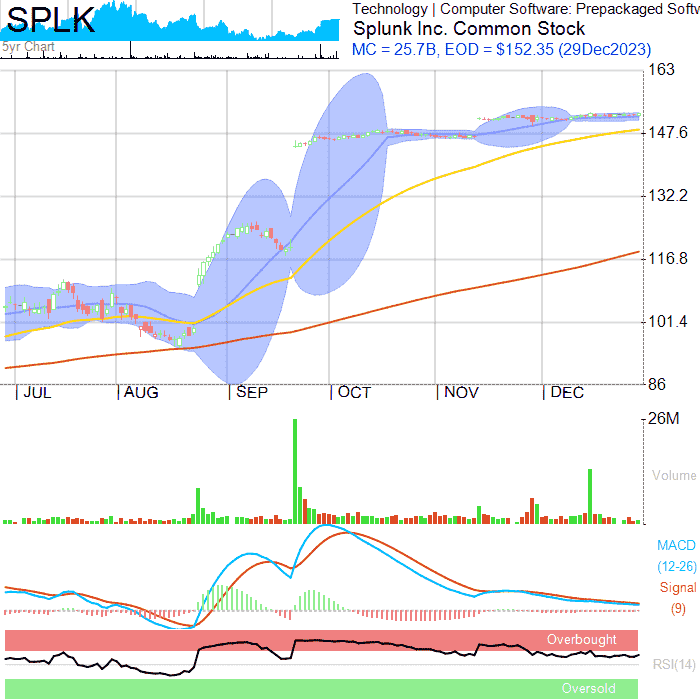 SPLK
Technology | Computer Software: Prepackaged Softw
Splunk Inc. Common Stock
5yr Chart
MC = 25.7B, EOD = $152.35 (29Dec2023)
163
147.6
132.2
116.8
101.4
86
JUL
AUG
SEP
OCT
NOV
DEC
26M
Volume
MACD
(12-26)
Signal
(9)
Overbought
RSI(14)
Oversold